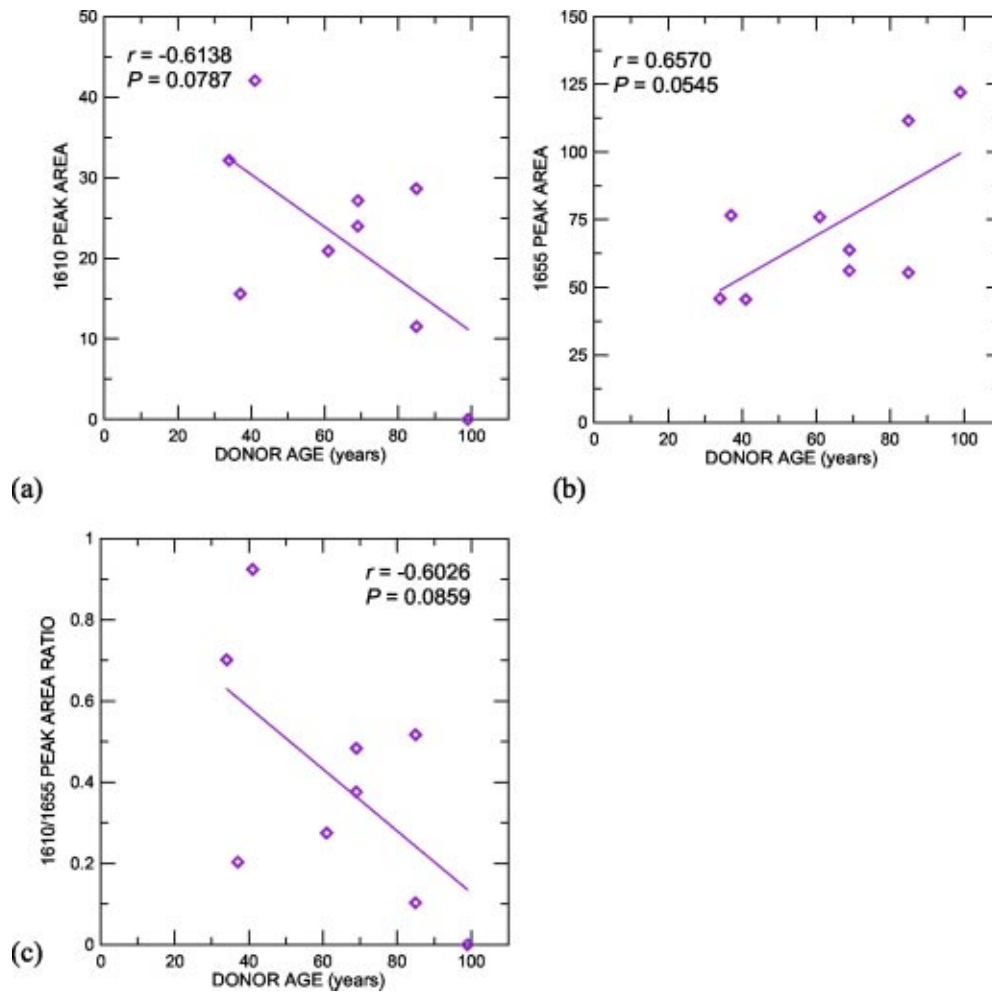 r = -0.6138
P = 0.0787
50
40
30
20
10
0
1610 PEAK AREA
0 20 40 60 80 100
DONOR AGE (years)
(a)
r = 0.6570
P = 0.0545
150
125
100
75
50
25
0
1655 PEAK AREA
0 20 40 60 80 100
DONOR AGE (years)
(b)
r = -0.6026
P = 0.0859
1
0.8
0.6
0.4
0.2
0
1610/1655 PEAK AREA RATIO
0 20 40 60 80 100
DONOR AGE (years)
(c)